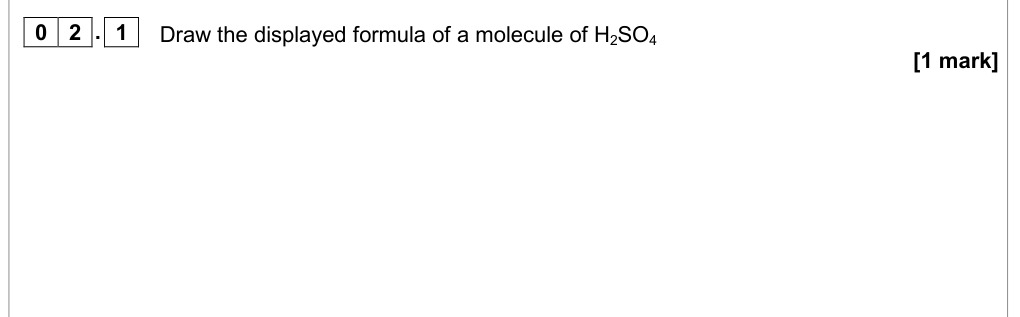 0 2 . 1 Draw the displayed formula of a molecule of H₂SO₄
[1 mark]